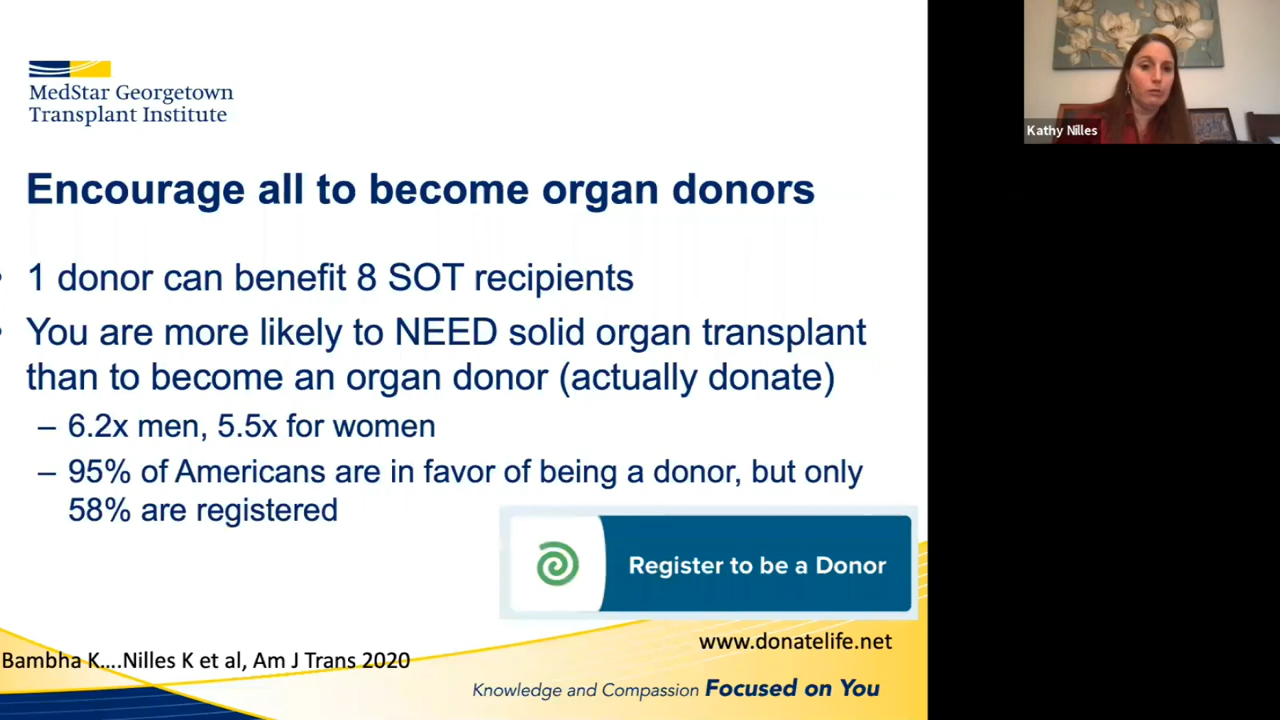 MedStar Georgetown
Transplant Institute
Kathy Nilles
Encourage all to become organ donors
• 1 donor can benefit 8 SOT recipients
• You are more likely to NEED solid organ transplant
than to become an organ donor (actually donate)
– 6.2x men, 5.5x for women
– 95% of Americans are in favor of being a donor, but only
58% are registered
Register to be a Donor
www.donatelife.net
Bambha K....Nilles K et al, Am J Trans 2020
Knowledge and Compassion Focused on You